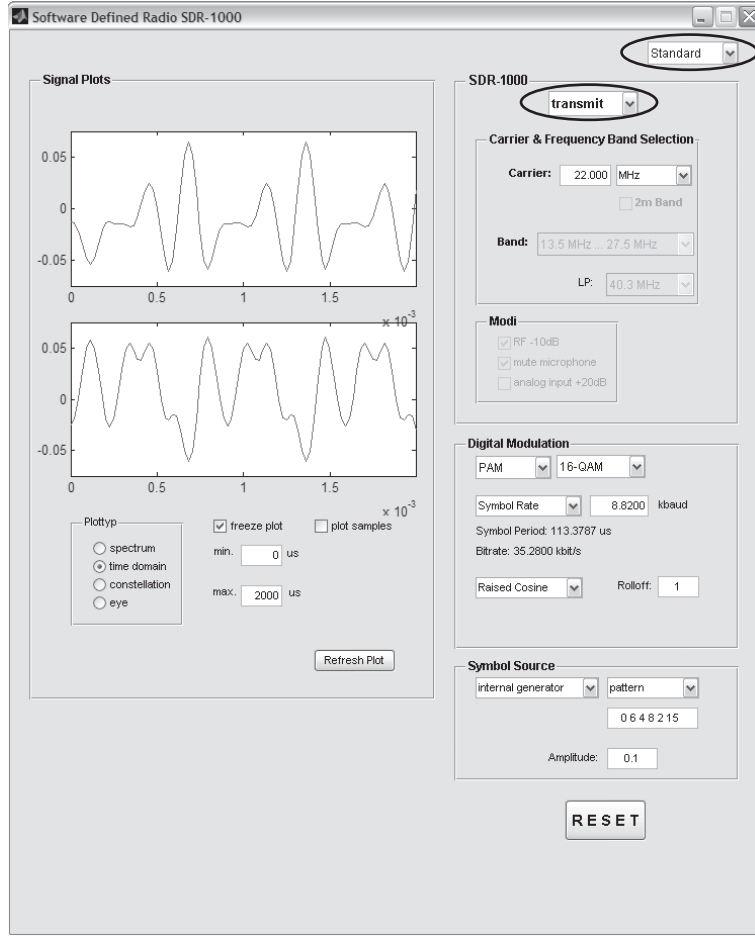 Software Defined Radio SDR-1000
Standard
Signal Plots
0.05
0
-0.05
0 0.5 1 1.5
x 10-3
0.05
0
-0.05
0 0.5 1 1.5
x 10-3
Plottyp
spectrum
time domain
constellation
eye
freeze plot
plot samples
min. 0 us
max. 2000 us
Refresh Plot
SDR-1000
transmit
Carrier & Frequency Band Selection
Carrier: 22.000 MHz
2m Band
Band: 13.5 MHz ... 27.5 MHz
LP: 40.3 MHz
Modi
RF -10dB
mute microphone
analog input +20dB
Digital Modulation
PAM 16-QAM
Symbol Rate 8.8200 kbaud
Symbol Period: 113.3787 us
Bitrate: 35.2800 kbit/s
Raised Cosine Rolloff: 1
Symbol Source
internal generator pattern
0 6 4 8 2 15
Amplitude: 0.1
RESET